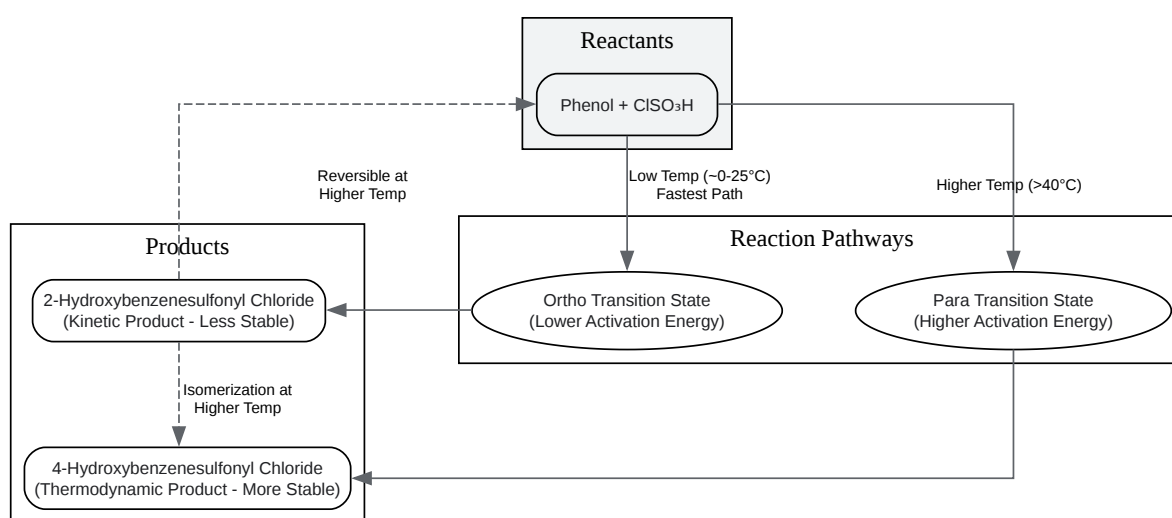 Reactants
Phenol + ClSO₃H
Reversible at
Higher Temp
Low Temp (~0-25°C)
Fastest Path
Higher Temp (>40°C)
Products
Reaction Pathways
2-Hydroxybenzenesulfonyl Chloride
(Kinetic Product - Less Stable)
Ortho Transition State
(Lower Activation Energy)
Para Transition State
(Higher Activation Energy)
Isomerization at
Higher Temp
4-Hydroxybenzenesulfonyl Chloride
(Thermodynamic Product - More Stable)